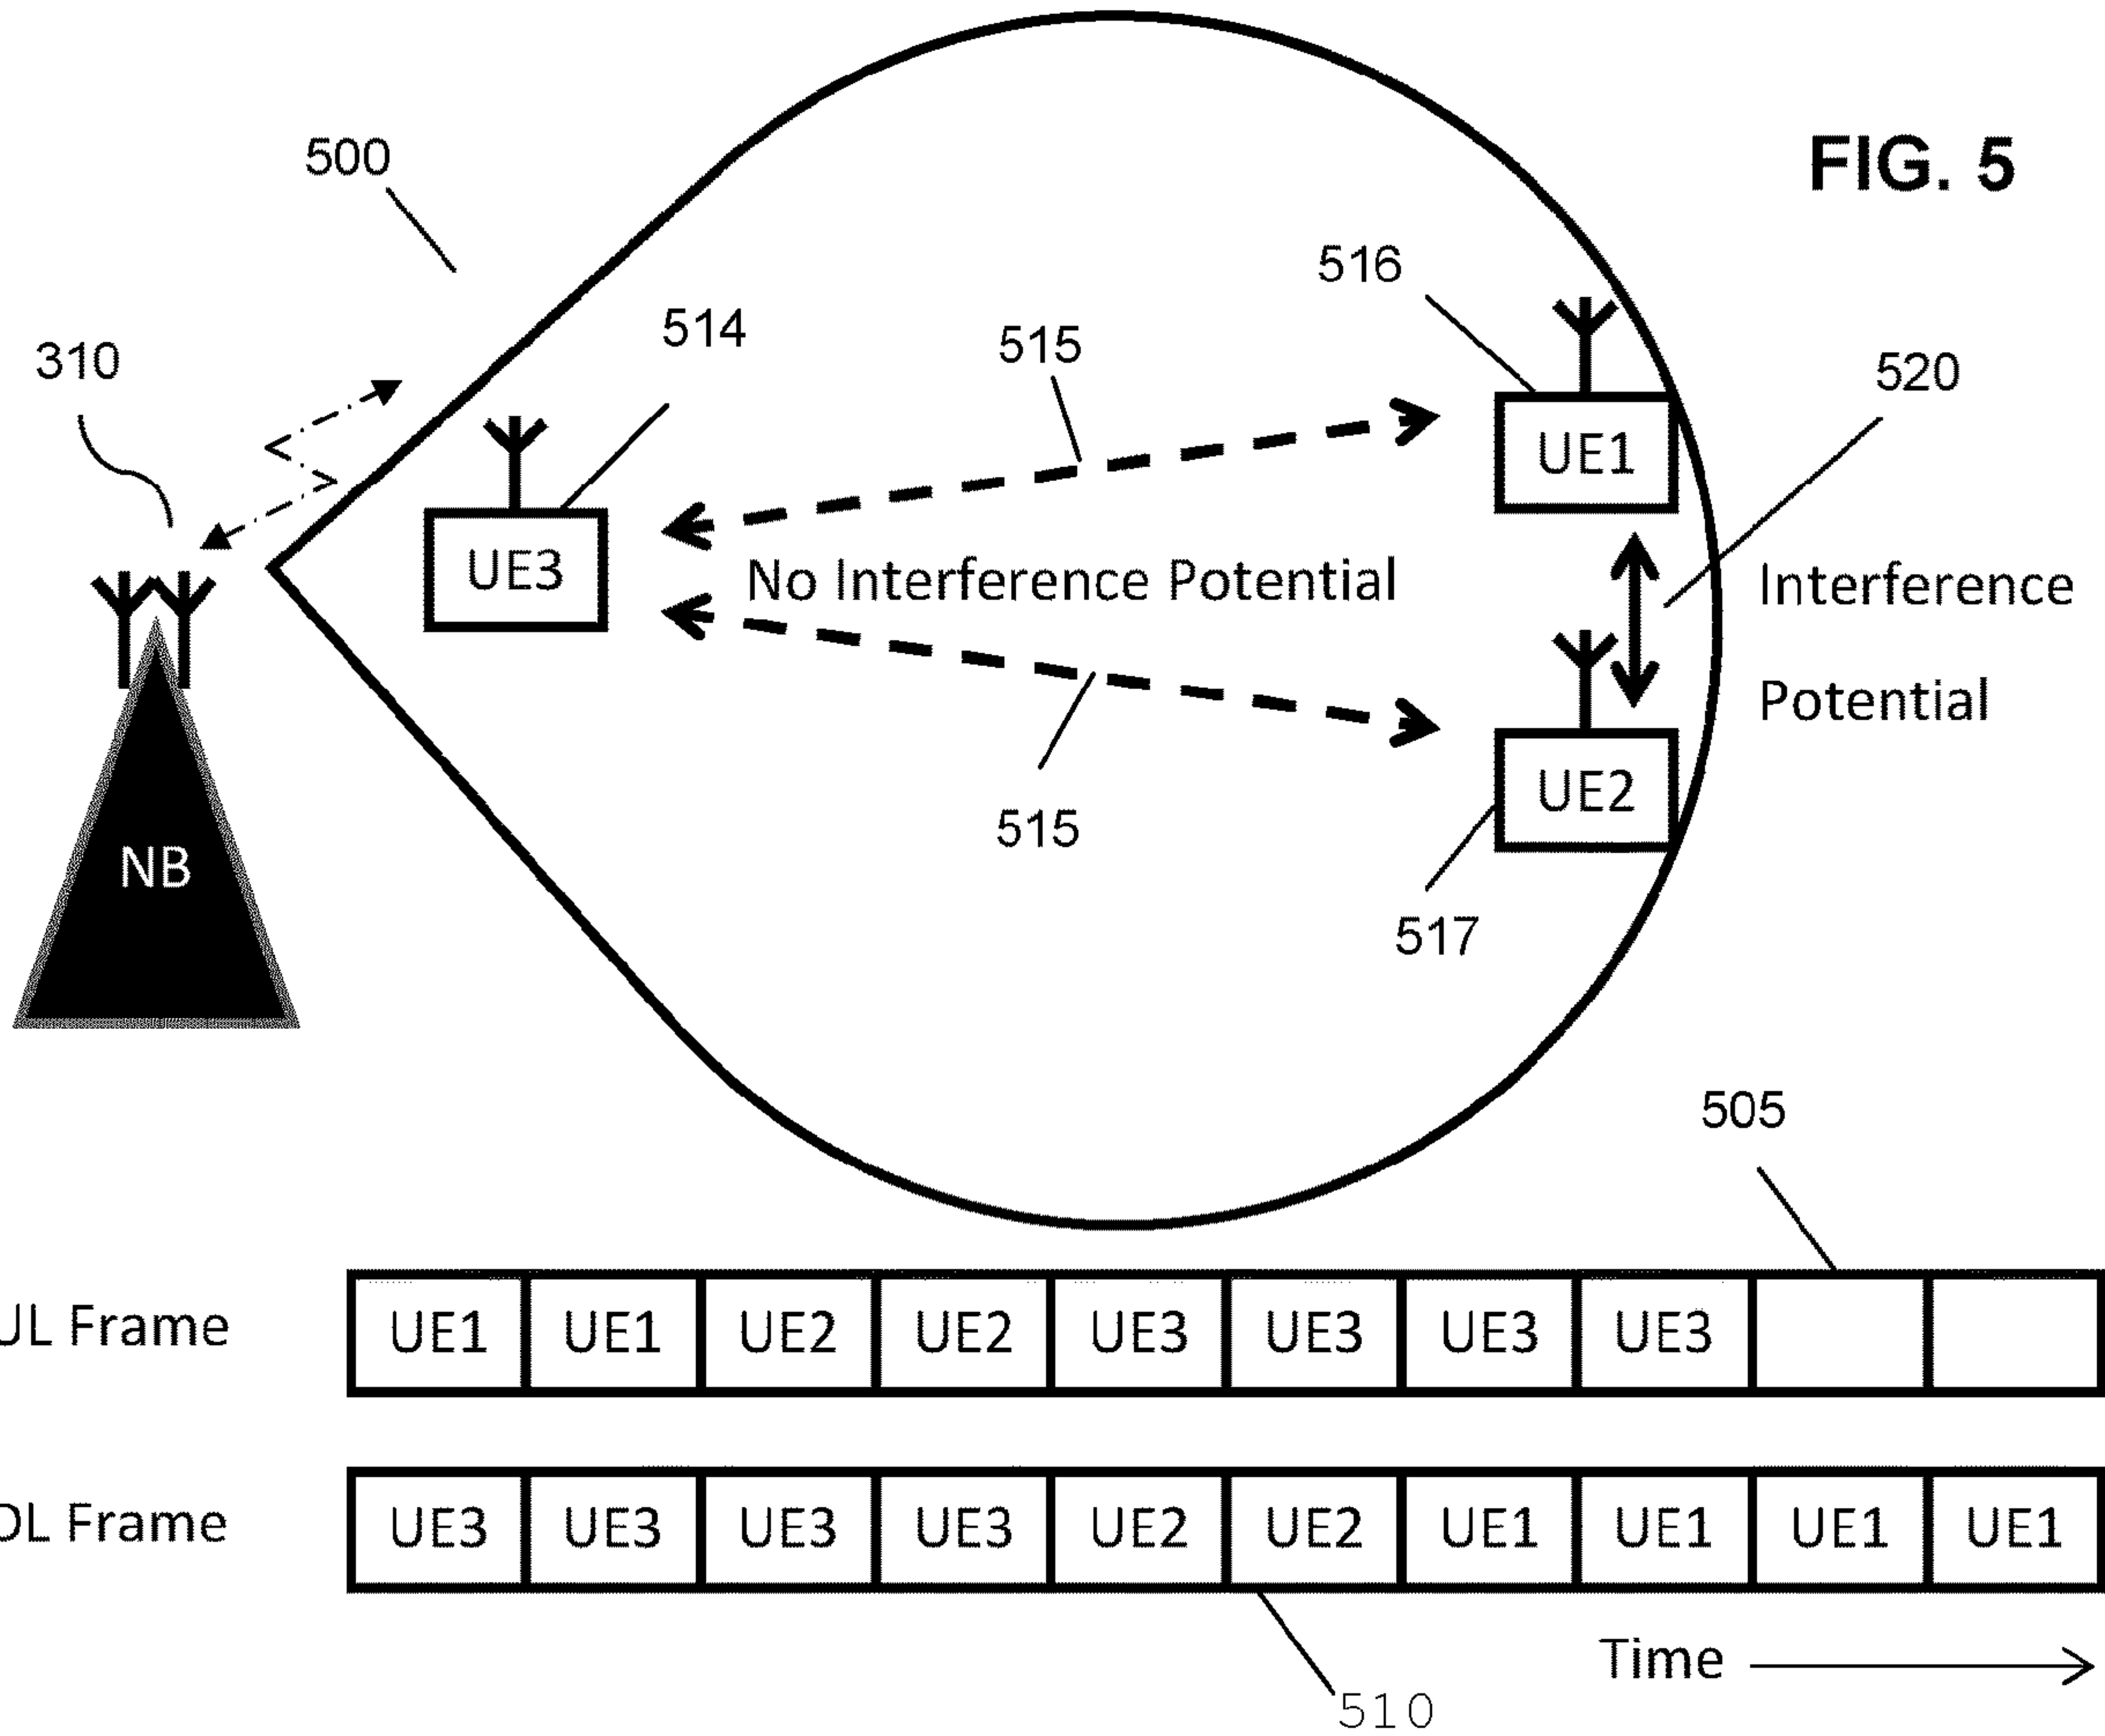 FIG. 5
500
516
514
515
310
520
UE1
UE3
No Interference Potential
Interference
Potential
UE2
515
NB
517
505
UL Frame UE1 UE1 UE2 UE2 UE3 UE3 UE3 UE3
DL Frame UE3 UE3 UE3 UE3 UE2 UE2 UE1 UE1 UE1 UE1
Time
510